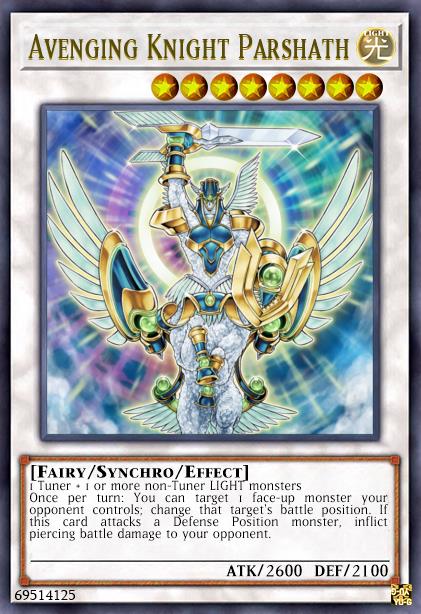 AVENGING KNIGHT PARSHATH
LIGHT
光
[FAIRY/SYNCHRO/EFFECT]
1 Tuner + 1 or more non-Tuner LIGHT monsters
Once per turn: You can target 1 face-up monster your
opponent controls; change that target's battle position. If
this card attacks a Defense Position monster, inflict
piercing battle damage to your opponent.
ATK/2600 DEF/2100
69514125